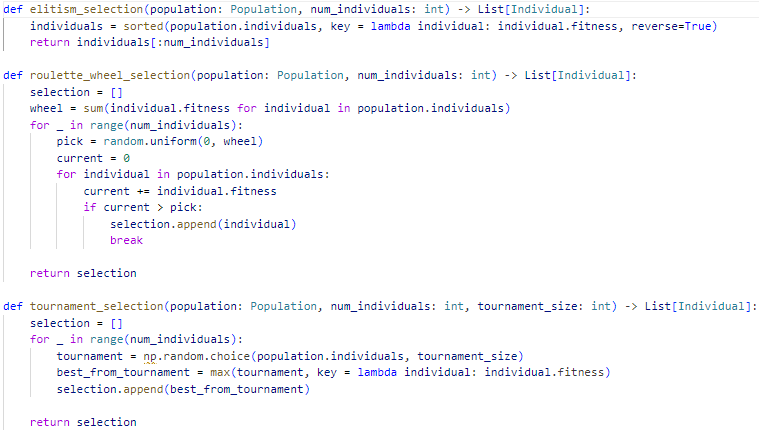 def elitism_selection(population: Population, num_individuals: int) -> List[Individual]:
    individuals = sorted(population.individuals, key = lambda individual: individual.fitness, reverse=True)
    return individuals[:num_individuals]

def roulette_wheel_selection(population: Population, num_individuals: int) -> List[Individual]:
    selection = []
    wheel = sum(individual.fitness for individual in population.individuals)
    for _ in range(num_individuals):
        pick = random.uniform(0, wheel)
        current = 0
        for individual in population.individuals:
            current += individual.fitness
            if current > pick:
                selection.append(individual)
                break

    return selection

def tournament_selection(population: Population, num_individuals: int, tournament_size: int) -> List[Individual]:
    selection = []
    for _ in range(num_individuals):
        tournament = np.random.choice(population.individuals, tournament_size)
        best_from_tournament = max(tournament, key = lambda individual: individual.fitness)
        selection.append(best_from_tournament)

    return selection